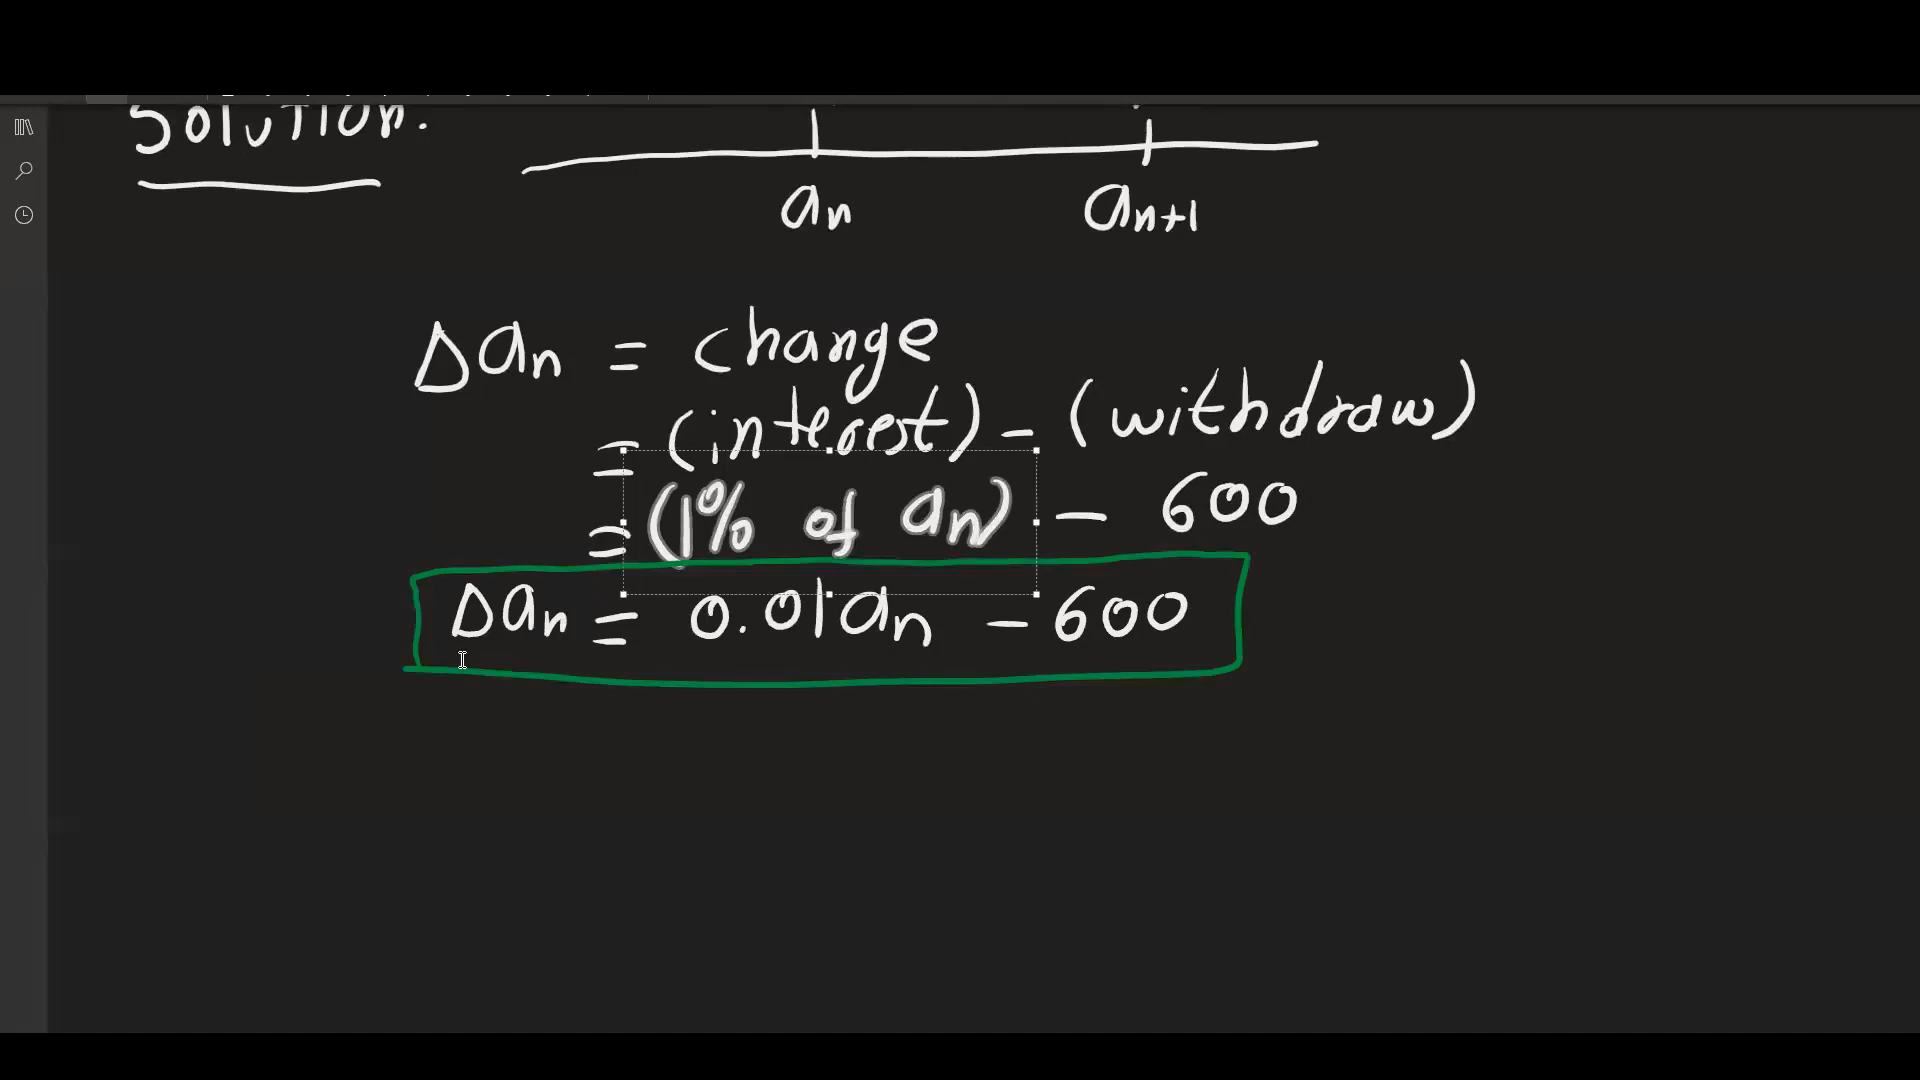 Solution.
an an+1
Δan = change
= (interest) - (withdraw)
= (1% of an) - 600
Δan = 0.01an - 600